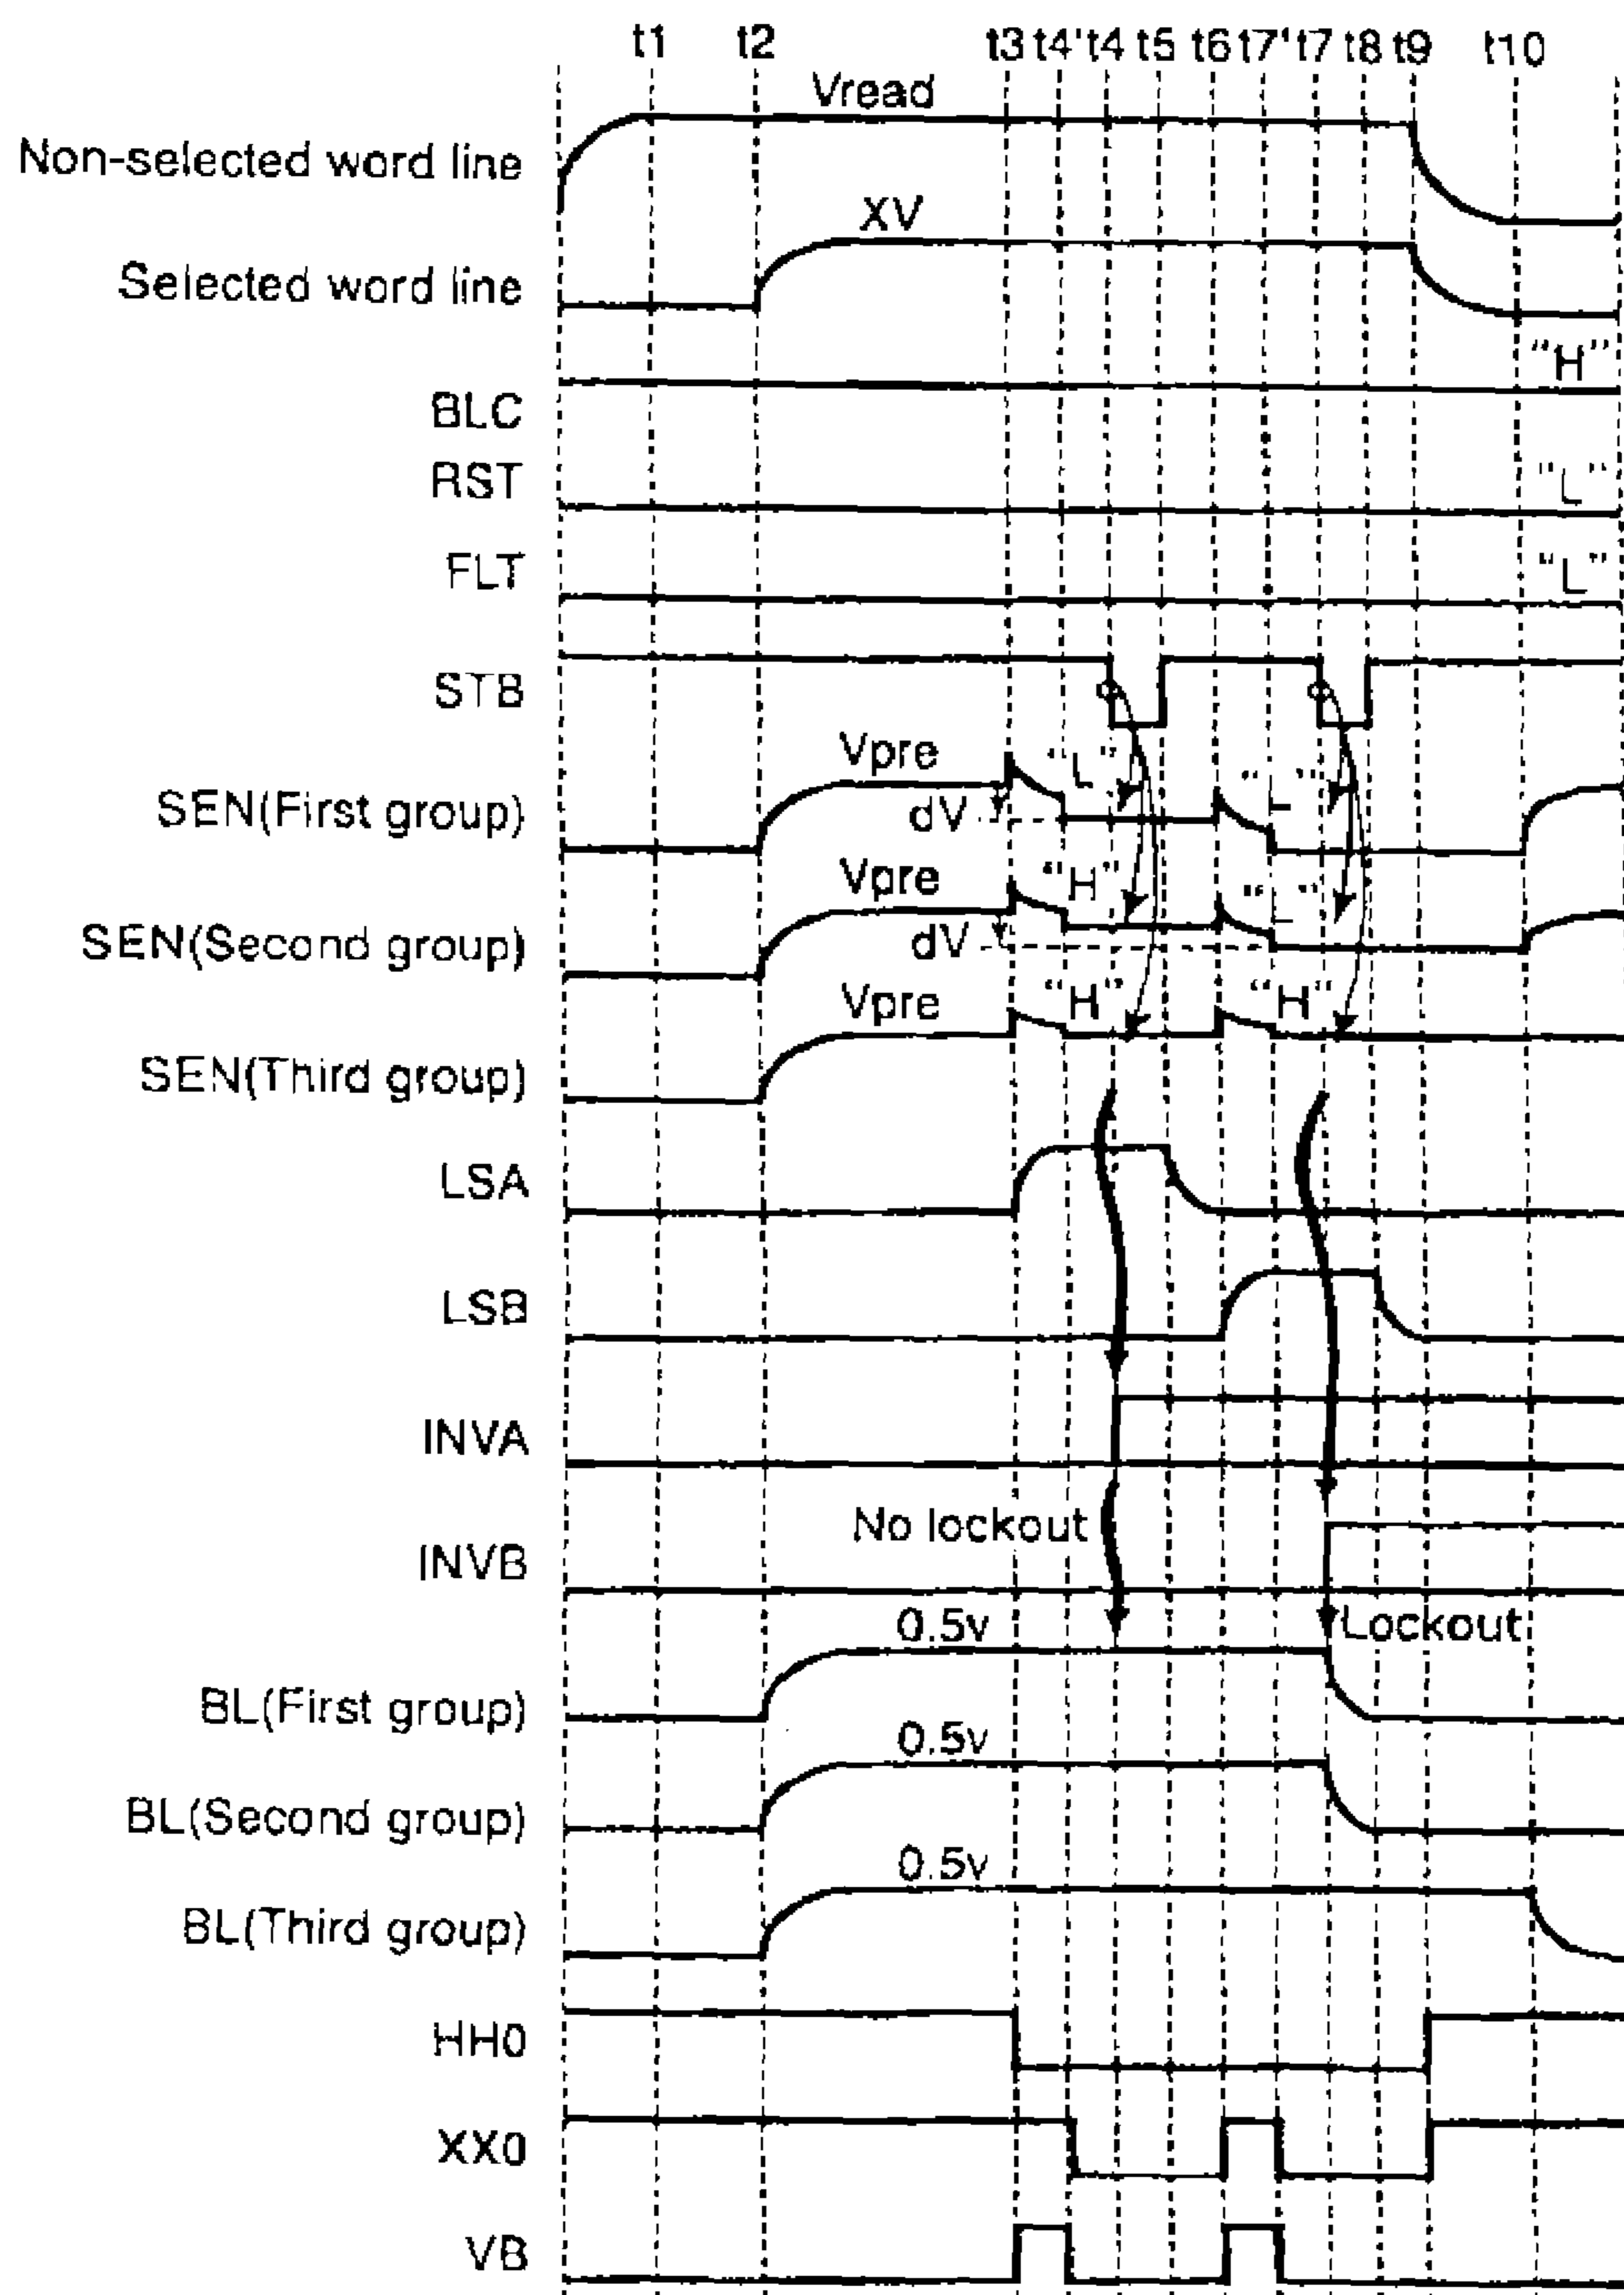 t1 t2 t3 t4' t4 t5 t6 t7' t7 t8 t9 t10
Vread
Non-selected word line
XV
Selected word line
"H"
BLC
RST
"L"
FLT
"L"
STB
Vpre
"L"
SEN(First group)
dV
Vpre
"H"
SEN(Second group)
dV
Vpre
"H"
"H"
SEN(Third group)
LSA
LSB
INVA
No lockout
INVB
Lockout
0.5v
BL(First group)
0.5v
BL(Second group)
0.5v
BL(Third group)
HH0
XX0
VB